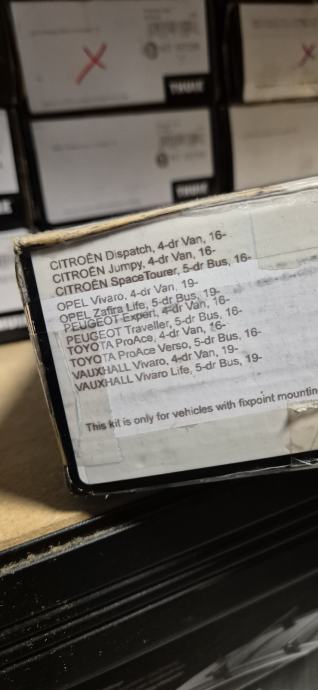 THULE
CITROËN Dispatch, 4-dr Van, 16-
CITROËN Jumpy, 4-dr Van, 16-
CITROËN SpaceTourer, 5-dr Bus, 16-
OPEL Vivaro, 4-dr Van, 19-
OPEL Zafira Life, 5-dr Bus, 19-
PEUGEOT Expert, 4-dr Van, 16-
PEUGEOT Traveller, 5-dr Bus, 16-
TOYOTA ProAce, 4-dr Van, 16-
TOYOTA ProAce Verso, 5-dr Bus, 16-
VAUXHALL Vivaro, 4-dr Van, 19-
VAUXHALL Vivaro Life, 5-dr Bus, 19-
This kit is only for vehicles with fixpoint mountin